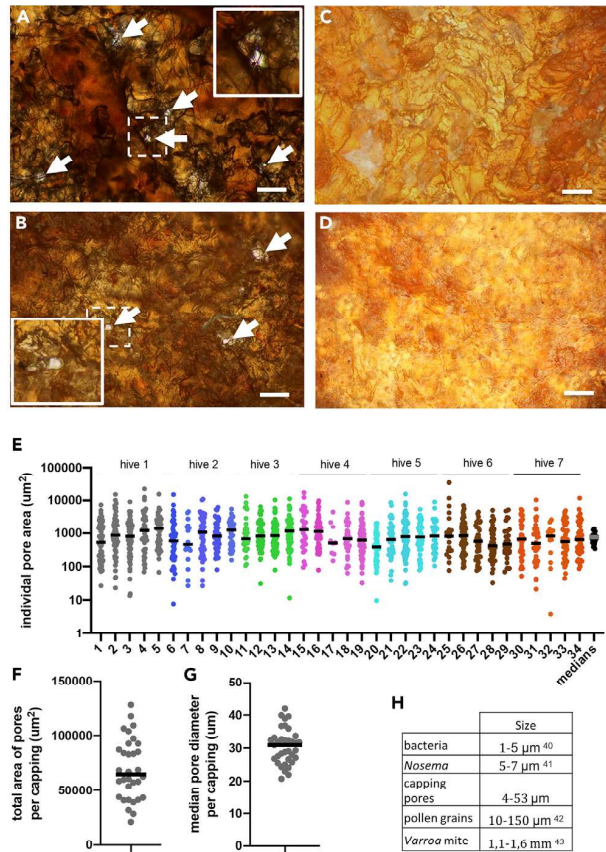 A
C
B
D
E
hive 1 hive 2 hive 3 hive 4 hive 5 hive 6 hive 7
individal pore area (um²)
100000
10000
1000
100
10
1
1 2 3 4 5 6 7 8 9 10 11 12 13 14 15 16 17 18 19 20 21 22 23 24 25 26 27 28 29 30 31 32 33 34 medians
F
total area of pores
per capping (um²)
150000
100000
50000
0
G
median pore diameter
per capping (um)
50
40
30
20
10
0
H
Size
bacteria 1-5 µm ⁴⁰
Nosema 5-7 µm ⁴¹
capping
pores 4-53 µm
pollen grains 10-150 µm ⁴²
Varroa mite 1,1-1,6 mm ⁴³